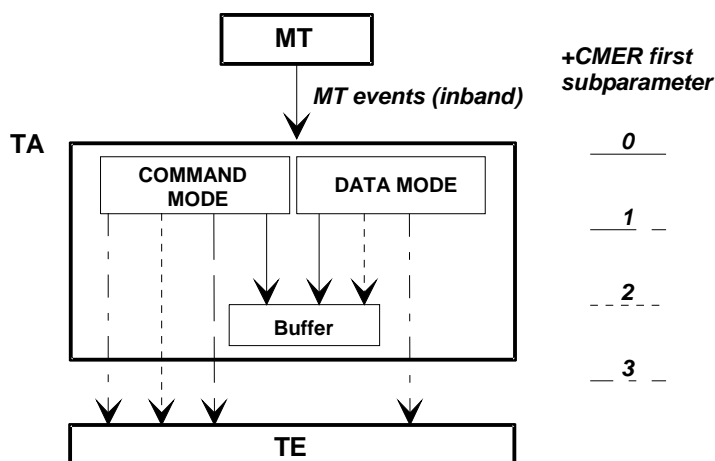 MT
+CMER first
subparameter
MT events (inband)
TA
0
COMMAND
MODE
DATA MODE
1
2
Buffer
3
TE